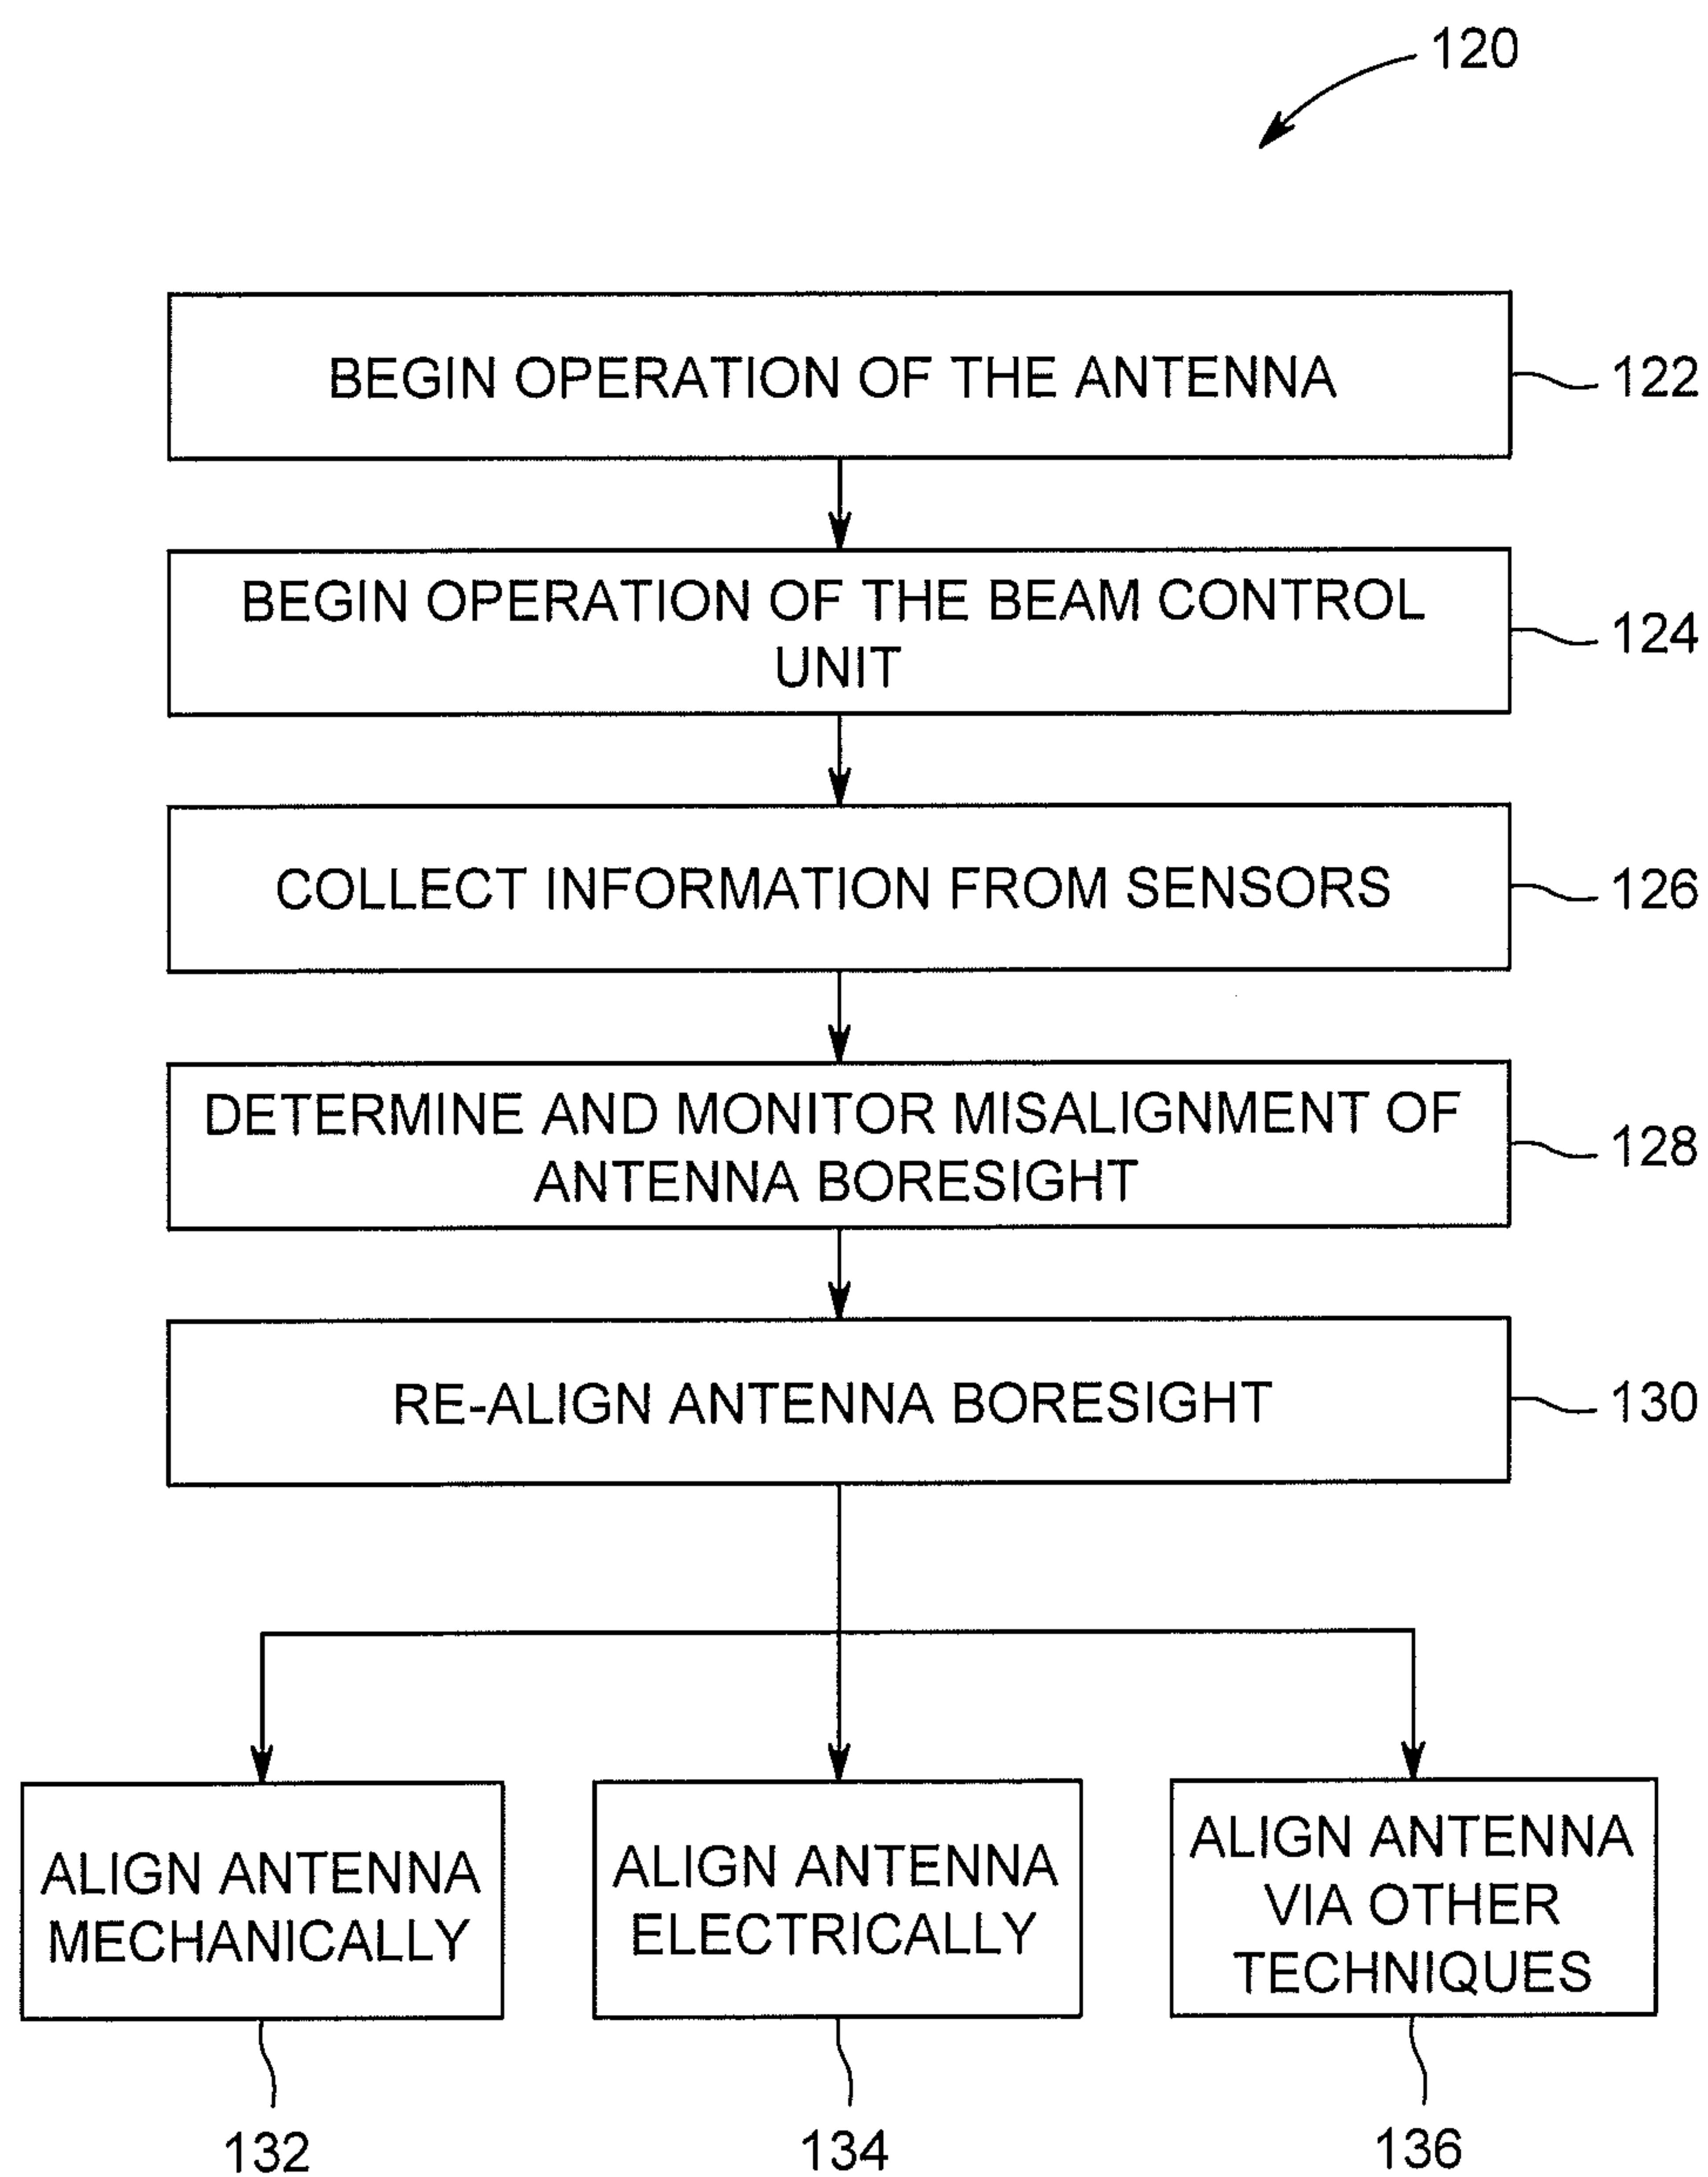 120
BEGIN OPERATION OF THE ANTENNA
122
BEGIN OPERATION OF THE BEAM CONTROL
UNIT
124
COLLECT INFORMATION FROM SENSORS
126
DETERMINE AND MONITOR MISALIGNMENT OF
ANTENNA BORESIGHT
128
RE-ALIGN ANTENNA BORESIGHT
130
ALIGN ANTENNA
MECHANICALLY
132
ALIGN ANTENNA
ELECTRICALLY
134
ALIGN ANTENNA
VIA OTHER
TECHNIQUES
136